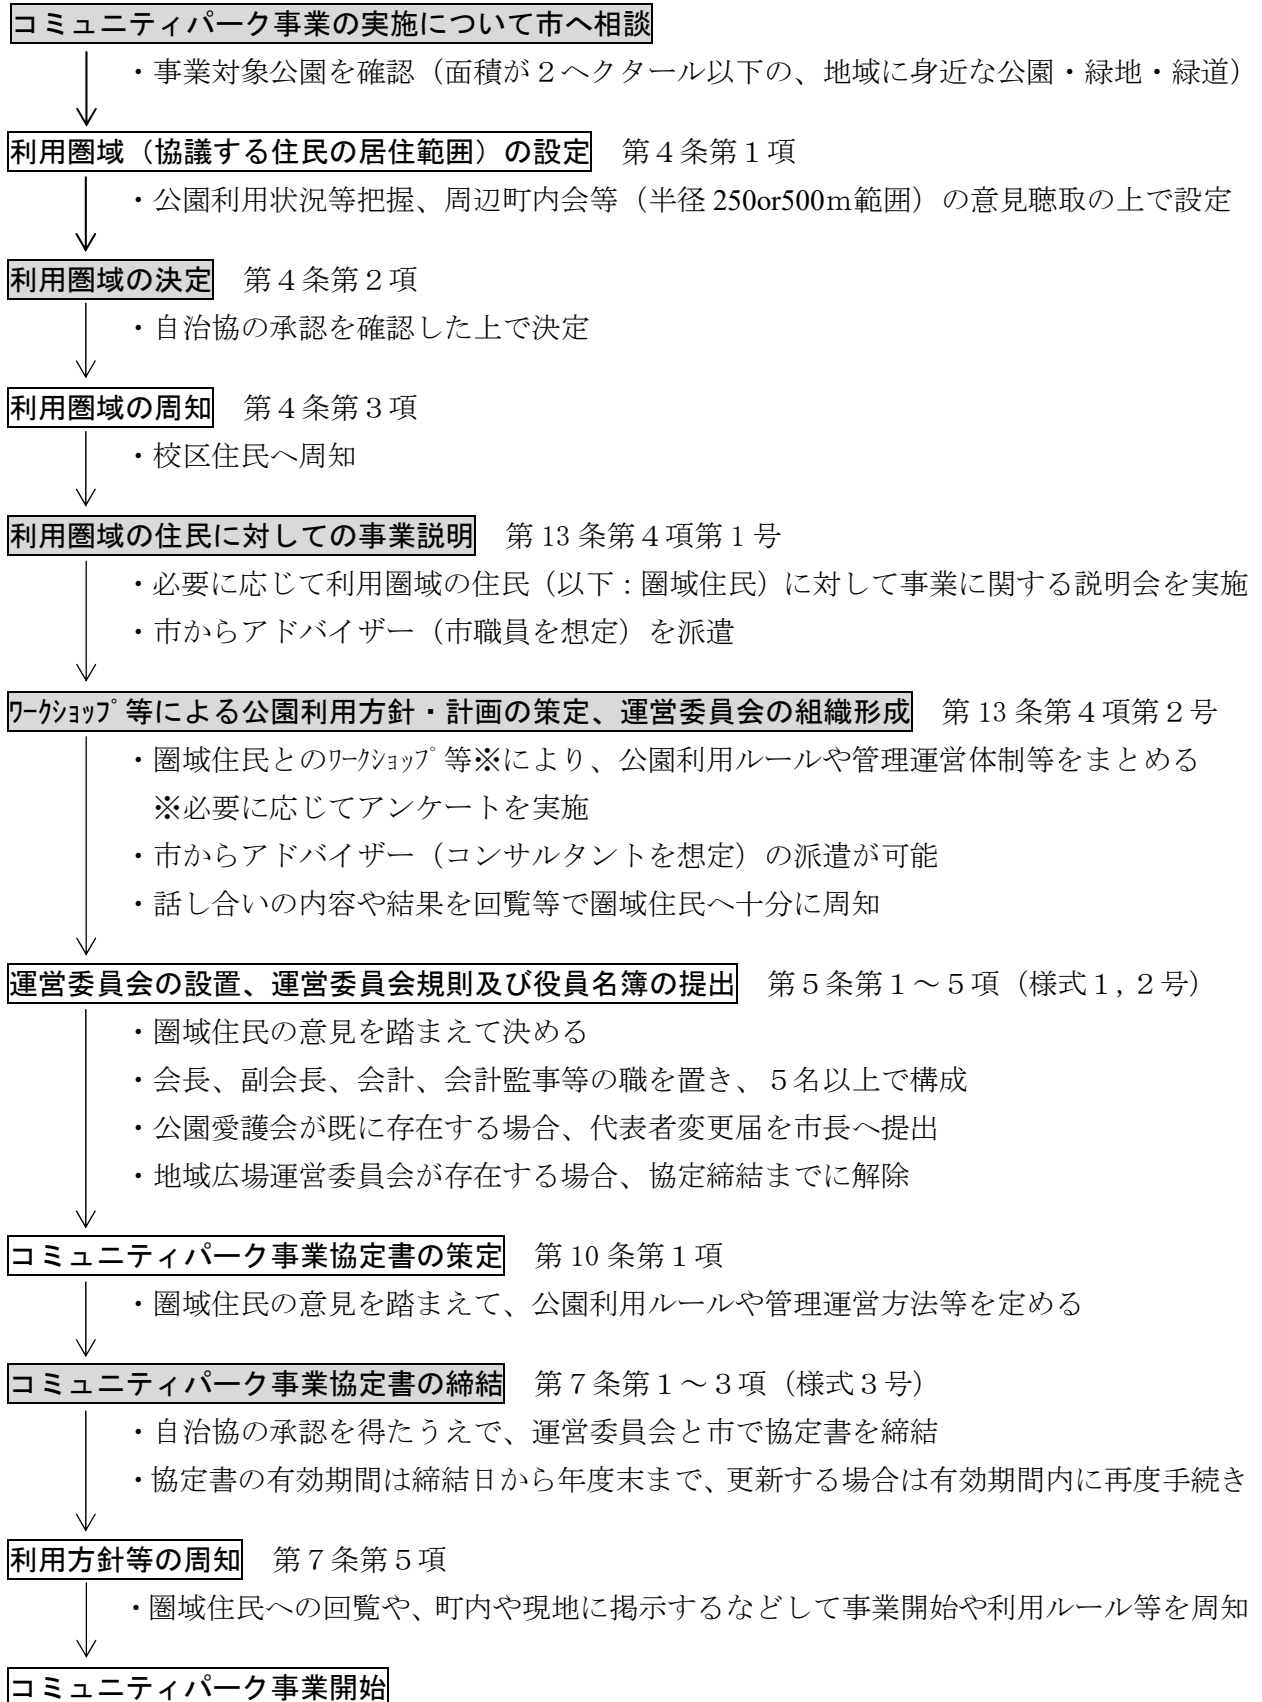 コミュニティパーク事業の実施について市へ相談
・事業対象公園を確認（面積が２ヘクタール以下の、地域に身近な公園・緑地・緑道）
利用圏域（協議する住民の居住範囲）の設定　第４条第１項
・公園利用状況等把握、周辺町内会等（半径 250or500ｍ範囲）の意見聴取の上で設定
利用圏域の決定　第４条第２項
・自治協の承認を確認した上で決定
利用圏域の周知　第４条第３項
・校区住民へ周知
利用圏域の住民に対しての事業説明　第 13 条第４項第１号
・必要に応じて利用圏域の住民（以下：圏域住民）に対して事業に関する説明会を実施
・市からアドバイザー（市職員を想定）を派遣
ﾜｰｸｼｮｯﾌﾟ等による公園利用方針・計画の策定、運営委員会の組織形成　第 13 条第４項第２号
・圏域住民とのﾜｰｸｼｮｯﾌﾟ等※により、公園利用ルールや管理運営体制等をまとめる
※必要に応じてアンケートを実施
・市からアドバイザー（コンサルタントを想定）の派遣が可能
・話し合いの内容や結果を回覧等で圏域住民へ十分に周知
運営委員会の設置、運営委員会規則及び役員名簿の提出　第５条第１～５項（様式１, ２号）
・圏域住民の意見を踏まえて決める
・会長、副会長、会計、会計監事等の職を置き、５名以上で構成
・公園愛護会が既に存在する場合、代表者変更届を市長へ提出
・地域広場運営委員会が存在する場合、協定締結までに解除
コミュニティパーク事業協定書の策定　第 10 条第１項
・圏域住民の意見を踏まえて、公園利用ルールや管理運営方法等を定める
コミュニティパーク事業協定書の締結　第７条第１～３項（様式３号）
・自治協の承認を得たうえで、運営委員会と市で協定書を締結
・協定書の有効期間は締結日から年度末まで、更新する場合は有効期間内に再度手続き
利用方針等の周知　第７条第５項
・圏域住民への回覧や、町内や現地に掲示するなどして事業開始や利用ルール等を周知
コミュニティパーク事業開始